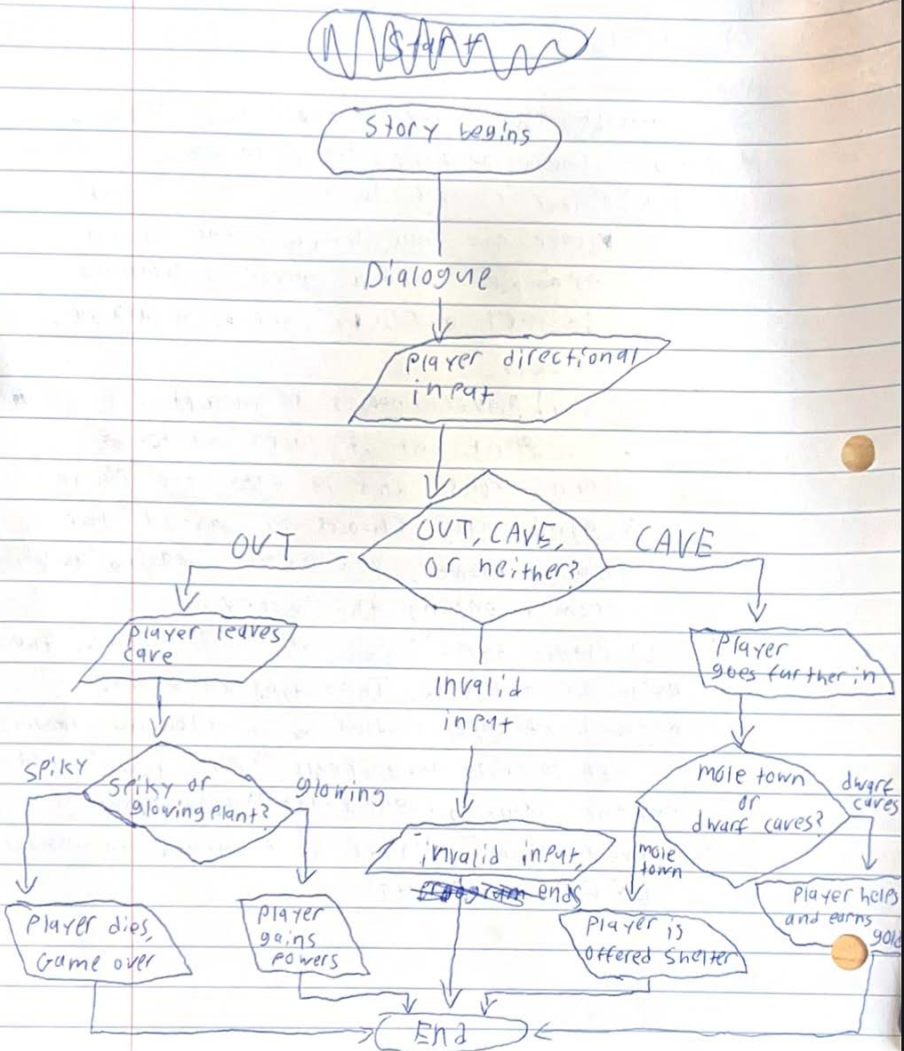 Start
Story begins
Dialogue
Player directional
input
OUT
OUT, CAVE,
or neither?
CAVE
player leaves
cave
Player
goes further in
Invalid
input
SPIKY
Spiky or
glowing plant?
glowing
mole town
or
dwarf caves?
dwarf
caves
mole
town
invalid input,
program ends
Player dies,
Game over
Player
gains
powers
Player is
offered Shelter
Player helps
and earns
gold
End